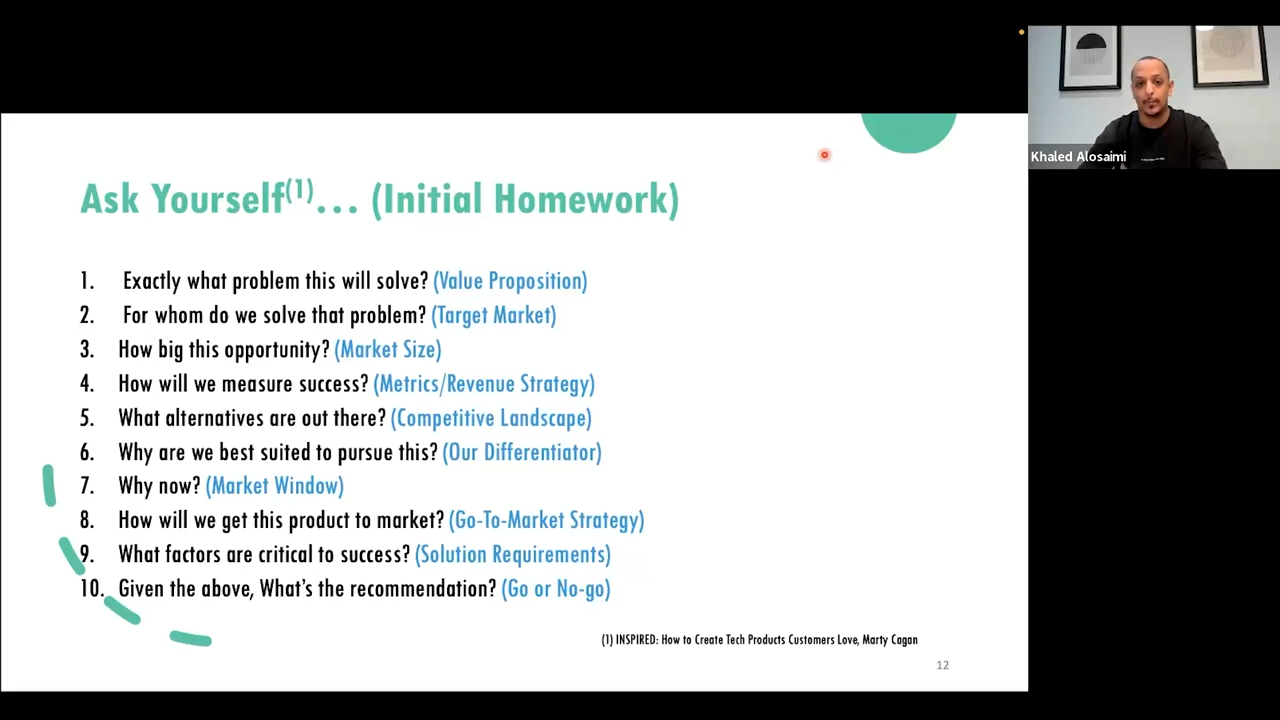 Khaled Alosaimi
Ask Yourself(1)... (Initial Homework)
1. Exactly what problem this will solve? (Value Proposition)
2. For whom do we solve that problem? (Target Market)
3. How big this opportunity? (Market Size)
4. How will we measure success? (Metrics/Revenue Strategy)
5. What alternatives are out there? (Competitive Landscape)
6. Why are we best suited to pursue this? (Our Differentiator)
7. Why now? (Market Window)
8. How will we get this product to market? (Go-To-Market Strategy)
9. What factors are critical to success? (Solution Requirements)
10. Given the above, What's the recommendation? (Go or No-go)
(1) INSPIRED: How to Create Tech Products Customers Love, Marty Cagan
12